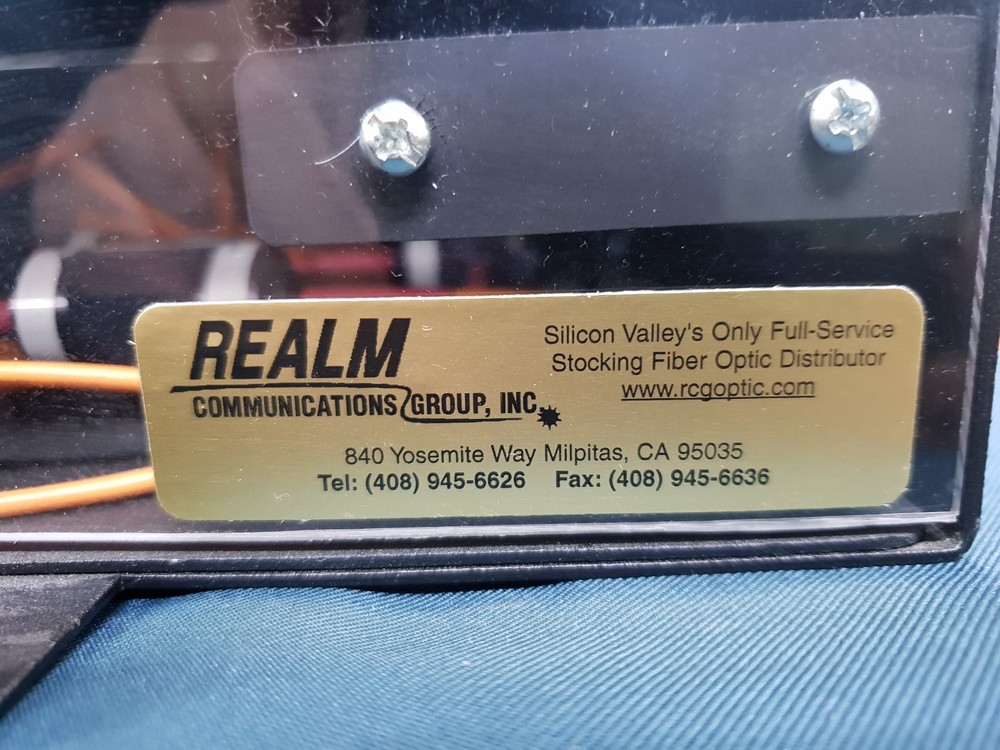 REALM
COMMUNICATIONS GROUP, INC.
Silicon Valley's Only Full-Service
Stocking Fiber Optic Distributor
www.rcgoptic.com
840 Yosemite Way Milpitas, CA 95035
Tel: (408) 945-6626 Fax: (408) 945-6636